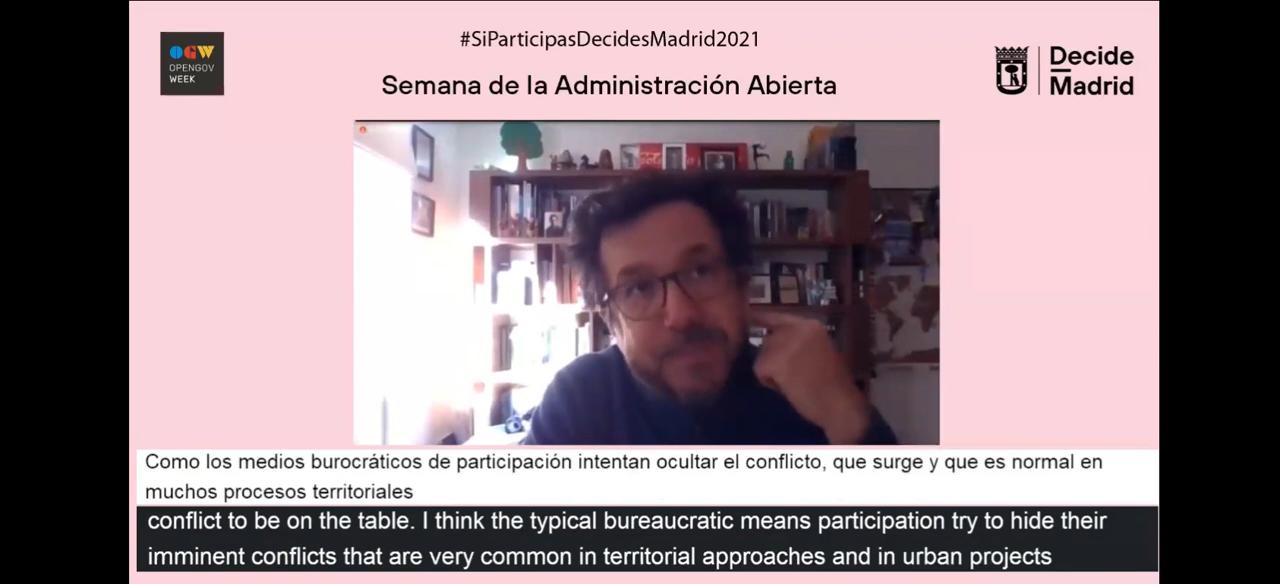 #SiParticipasDecidesMadrid2021
OGW
OPENGOV
WEEK
Semana de la Administración Abierta
Decide
Madrid
Como los medios burocráticos de participación intentan ocultar el conflicto, que surge y que es normal en
muchos procesos territoriales
conflict to be on the table. I think the typical bureaucratic means participation try to hide their
imminent conflicts that are very common in territorial approaches and in urban projects